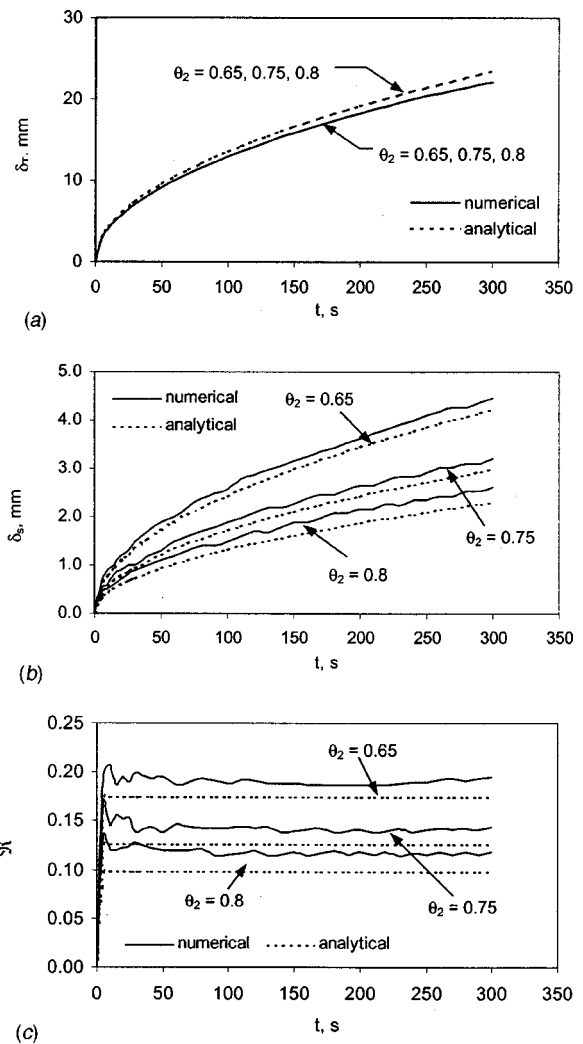 30
20
10
0
δT, mm
θ2 = 0.65, 0.75, 0.8
θ2 = 0.65, 0.75, 0.8
numerical
analytical
0 50 100 150 200 250 300 350
t, s
(a)
5.0
4.0
3.0
2.0
1.0
0.0
δs, mm
numerical
analytical
θ2 = 0.65
θ2 = 0.75
θ2 = 0.8
0 50 100 150 200 250 300 350
t, s
(b)
0.25
0.20
0.15
0.10
0.05
0.00
ℜ
θ2 = 0.65
θ2 = 0.8
θ2 = 0.75
numerical analytical
0 50 100 150 200 250 300 350
t, s
(c)